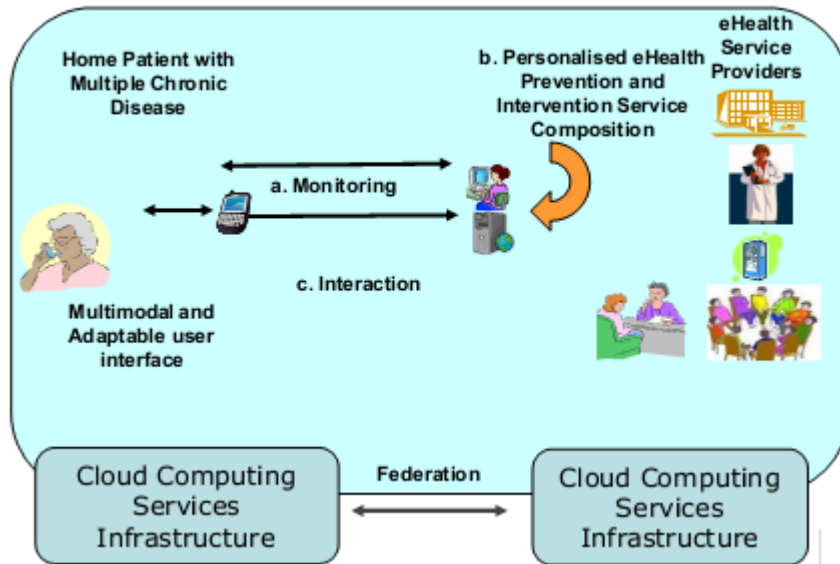 Home Patient with
Multiple Chronic
Disease
b. Personalised eHealth
Prevention and
Intervention Service
Composition
eHealth
Service
Providers
a. Monitoring
c. Interaction
Multimodal and
Adaptable user
interface
Cloud Computing
Services
Infrastructure
Federation
Cloud Computing
Services
Infrastructure